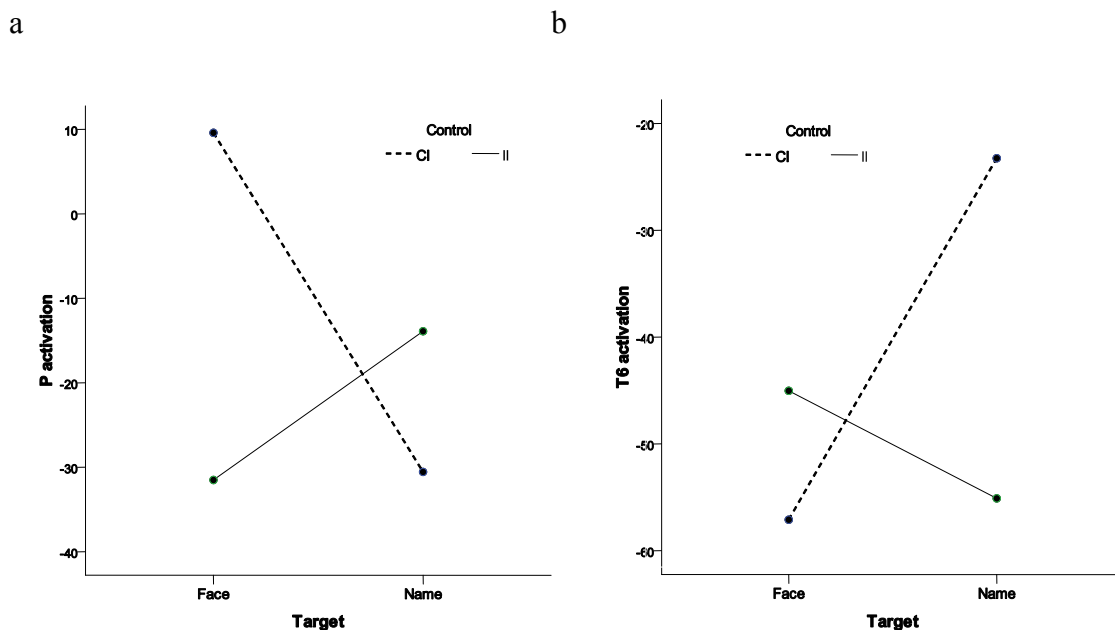 a
b
10
0
-10
-20
-30
-40
P activation
Control
CI II
Face Name
Target
-20
-30
-40
-50
-60
T6 activation
Control
CI II
Face Name
Target